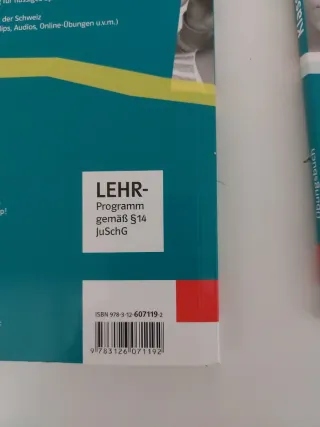 der Schweiz
Audios, Online-Übungen u.v.m.)
LEHR-
Programm
gemäß §14
JuSchG
ISBN 978-3-12-607119-2
9 783126 071192
Übungsbuch